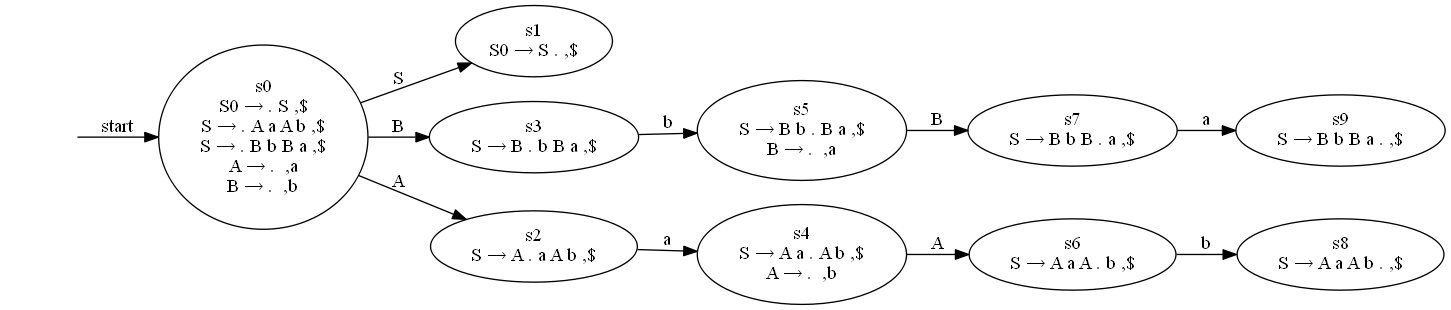 start
s0
S0 → . S ,$
S → . A a A b ,$
S → . B b B a ,$
A → . ,a
B → . ,b
S
s1
S0 → S . ,$
B
s3
S → B . b B a ,$
b
s5
S → B b . B a ,$
B → . ,a
B
s7
S → B b B . a ,$
a
s9
S → B b B a . ,$
A
s2
S → A . a A b ,$
a
s4
S → A a . A b ,$
A → . ,b
A
s6
S → A a A . b ,$
b
s8
S → A a A b . ,$